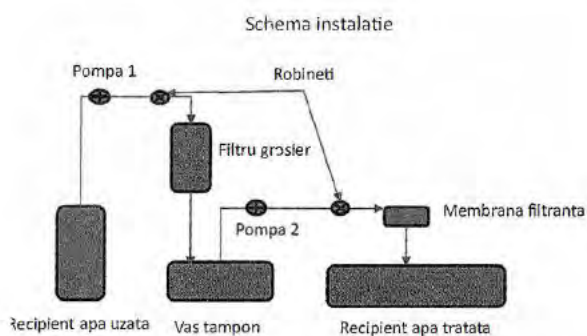 Schema instalatie
Pompa 1
Robineti
Filtru grosier
Pompa 2
Membrana filtranta
Recipient apa uzata
Vas tampon
Recipient apa tratata